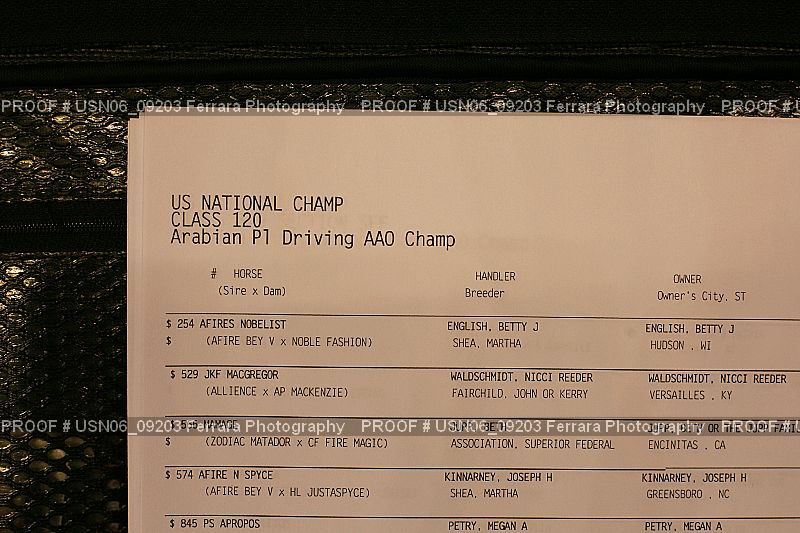 PROOF # USN06_09203 Ferrara Photography PROOF # USN06_09203 Ferrara Photography PROOF #
US NATIONAL CHAMP
CLASS 120
Arabian Pl Driving AAO Champ
# HORSE HANDLER OWNER
(Sire x Dam) Breeder Owner's City, ST
$ 254 AFIRES NOBELIST ENGLISH, BETTY J ENGLISH, BETTY J
$ (AFIRE BEY V x NOBLE FASHION) SHEA, MARTHA HUDSON , WI
$ 529 JKF MACGREGOR WALDSCHMIDT, NICCI REEDER WALDSCHMIDT, NICCI REEDER
(ALLIENCE x AP MACKENZIE) FAIRCHILD, JOHN OR KERRY VERSAILLES , KY
PROOF # USN06_09203 Ferrara Photography PROOF # USN06_09203 Ferrara Photography PROOF #
$ (ZODIAC MATADOR x CF FIRE MAGIC) ASSOCIATION, SUPERIOR FEDERAL ENCINITAS , CA
$ 574 AFIRE N SPYCE KINNARNEY, JOSEPH H KINNARNEY, JOSEPH H
(AFIRE BEY V x HL JUSTASPYCE) SHEA, MARTHA GREENSBORO , NC
$ 845 PS APROPOS PETRY, MEGAN A PETRY, MEGAN A